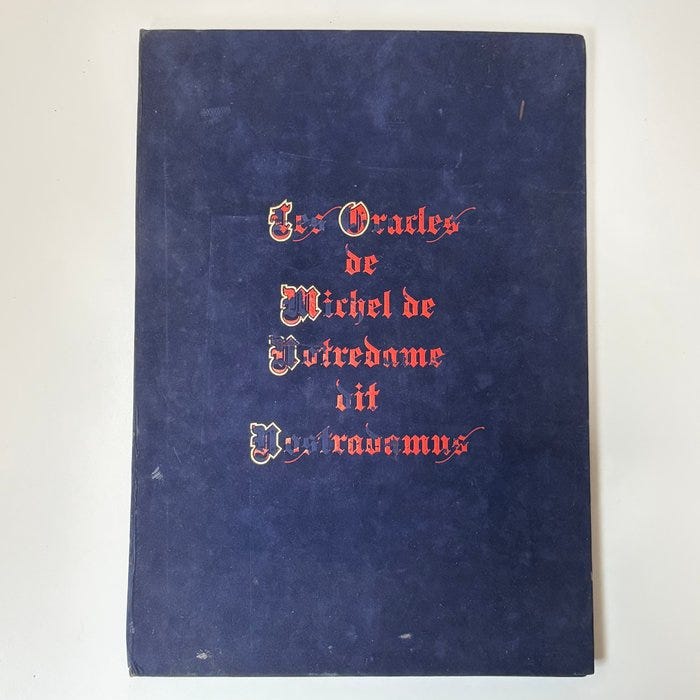 Les Oracles
de
Michel de
Notredame
dit
Nostradamus